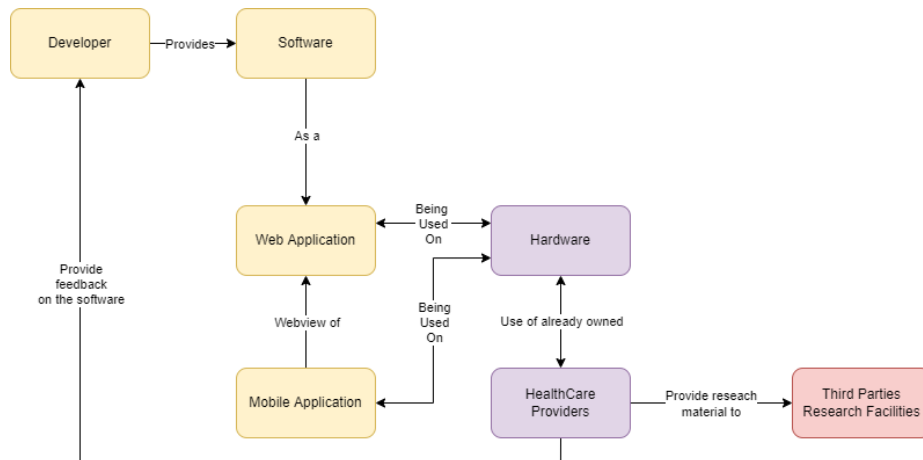 Developer
Provides
Software
As a
Web Application
Being
Used
On
Hardware
Provide
feedback
on the software
Webview of
Being
Used
On
Use of already owned
Mobile Application
HealthCare
Providers
Provide reseach
material to
Third Parties
Research Facilities